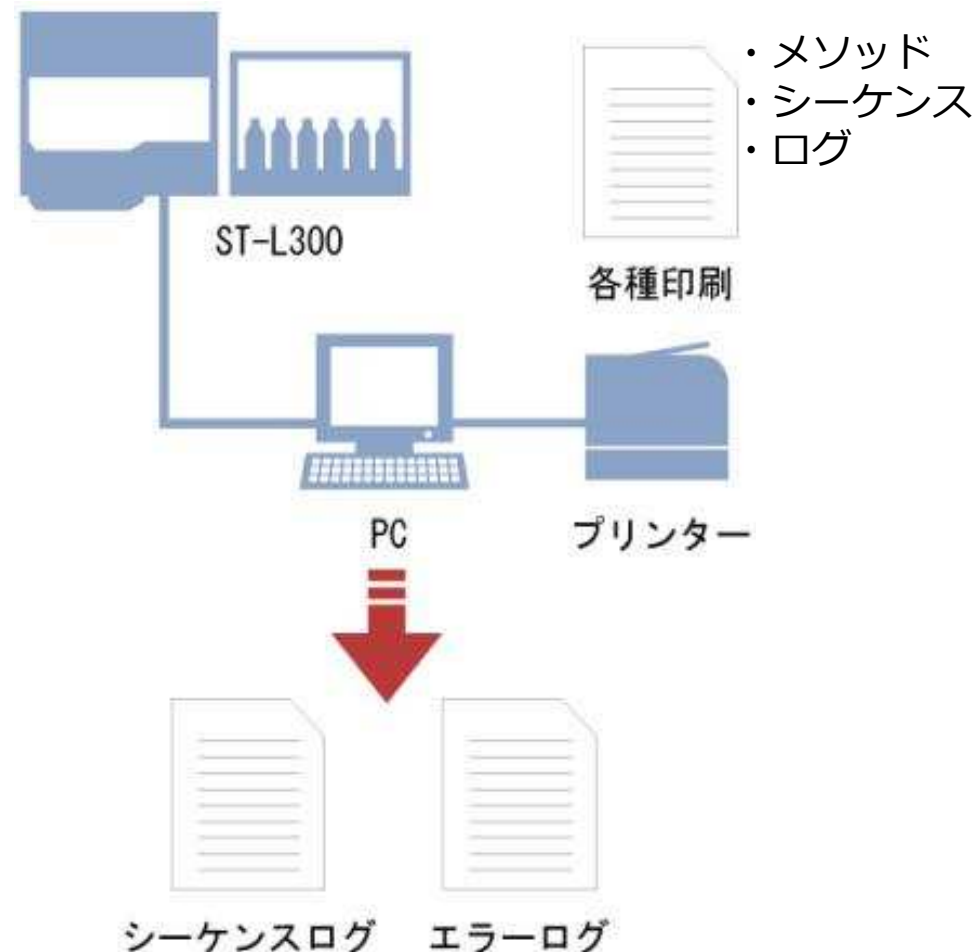 ・メソッド
・シーケンス
・ログ
ST-L300
各種印刷
PC
プリンター
シーケンスログ
エラーログ